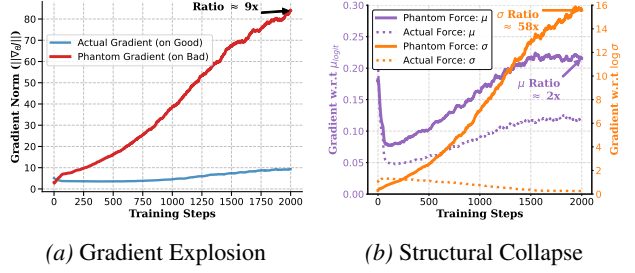 Ratio ≈ 9x
Actual Gradient (on Good)
Phantom Gradient (on Bad)
Gradient Norm (||∇θJ||)
80
70
60
50
40
30
20
10
0
0 250 500 750 1000 1250 1500 1750 2000
Training Steps
(a) Gradient Explosion
Phantom Force: μ
Actual Force: μ
Phantom Force: σ
Actual Force: σ
σ Ratio
≈ 58x
μ Ratio
≈ 2x
Gradient w.r.t μlogit
0.30
0.25
0.20
0.15
0.10
0.05
0.00
Gradient w.r.t log σ
16
14
12
10
8
6
4
2
0
0 500 1000 1500 2000
Training Steps
(b) Structural Collapse